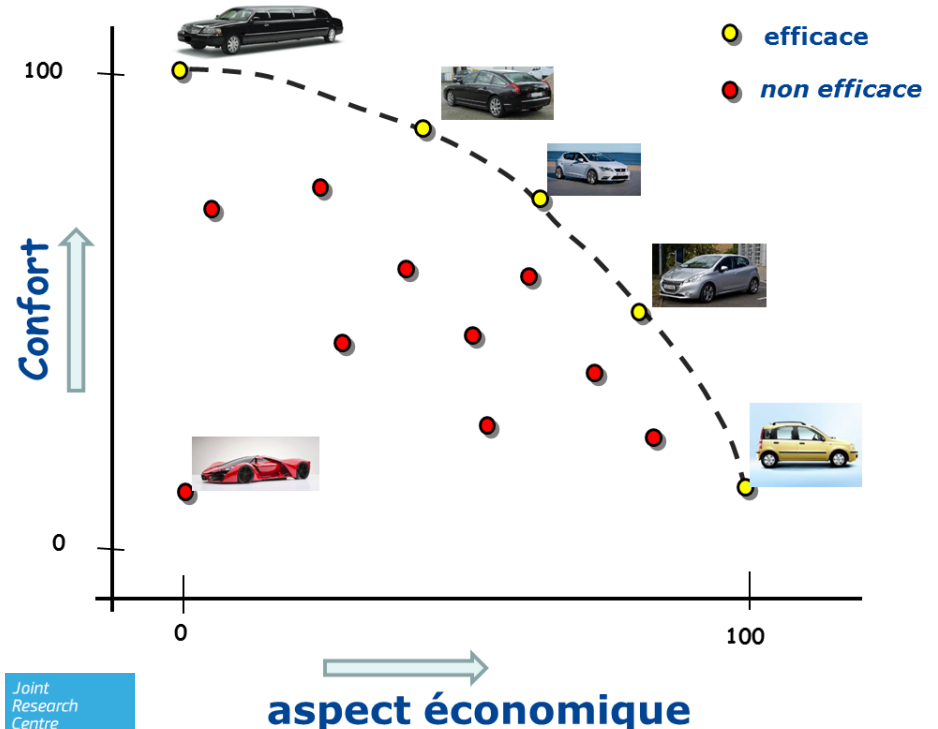 efficace
non efficace
100
Confort
0
0
100
aspect économique
Joint
Research
Centre